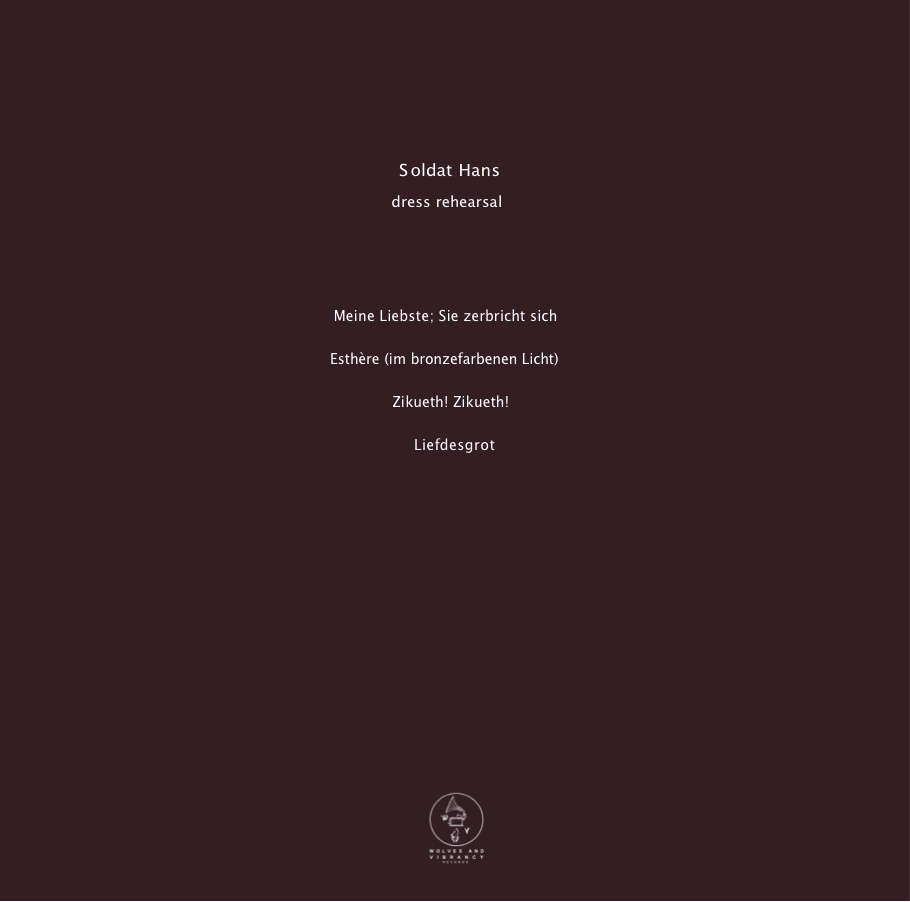 Soldat Hans
dress rehearsal
Meine Liebste; Sie zerbricht sich
Esthère (im bronzefarbenen Licht)
Zikueth! Zikueth!
Liefdesgrot
WOLVES AND
VIBRANCY
RECORDS